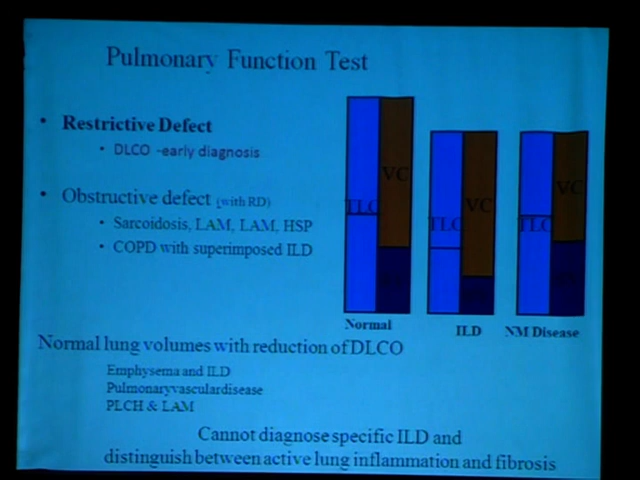 Pulmonary Function Test
• Restrictive Defect
• DLCO -early diagnosis
• Obstructive defect (with RD)
• Sarcoidosis, LAM, LAM, HSP
• COPD with superimposed ILD
TLC
VC
TLC
VC
TLC
VC
Normal
ILD
NM Disease
Normal lung volumes with reduction of DLCO
Emphysema and ILD
Pulmonaryvasculardisease
PLCH & LAM
Cannot diagnose specific ILD and
distinguish between active lung inflammation and fibrosis